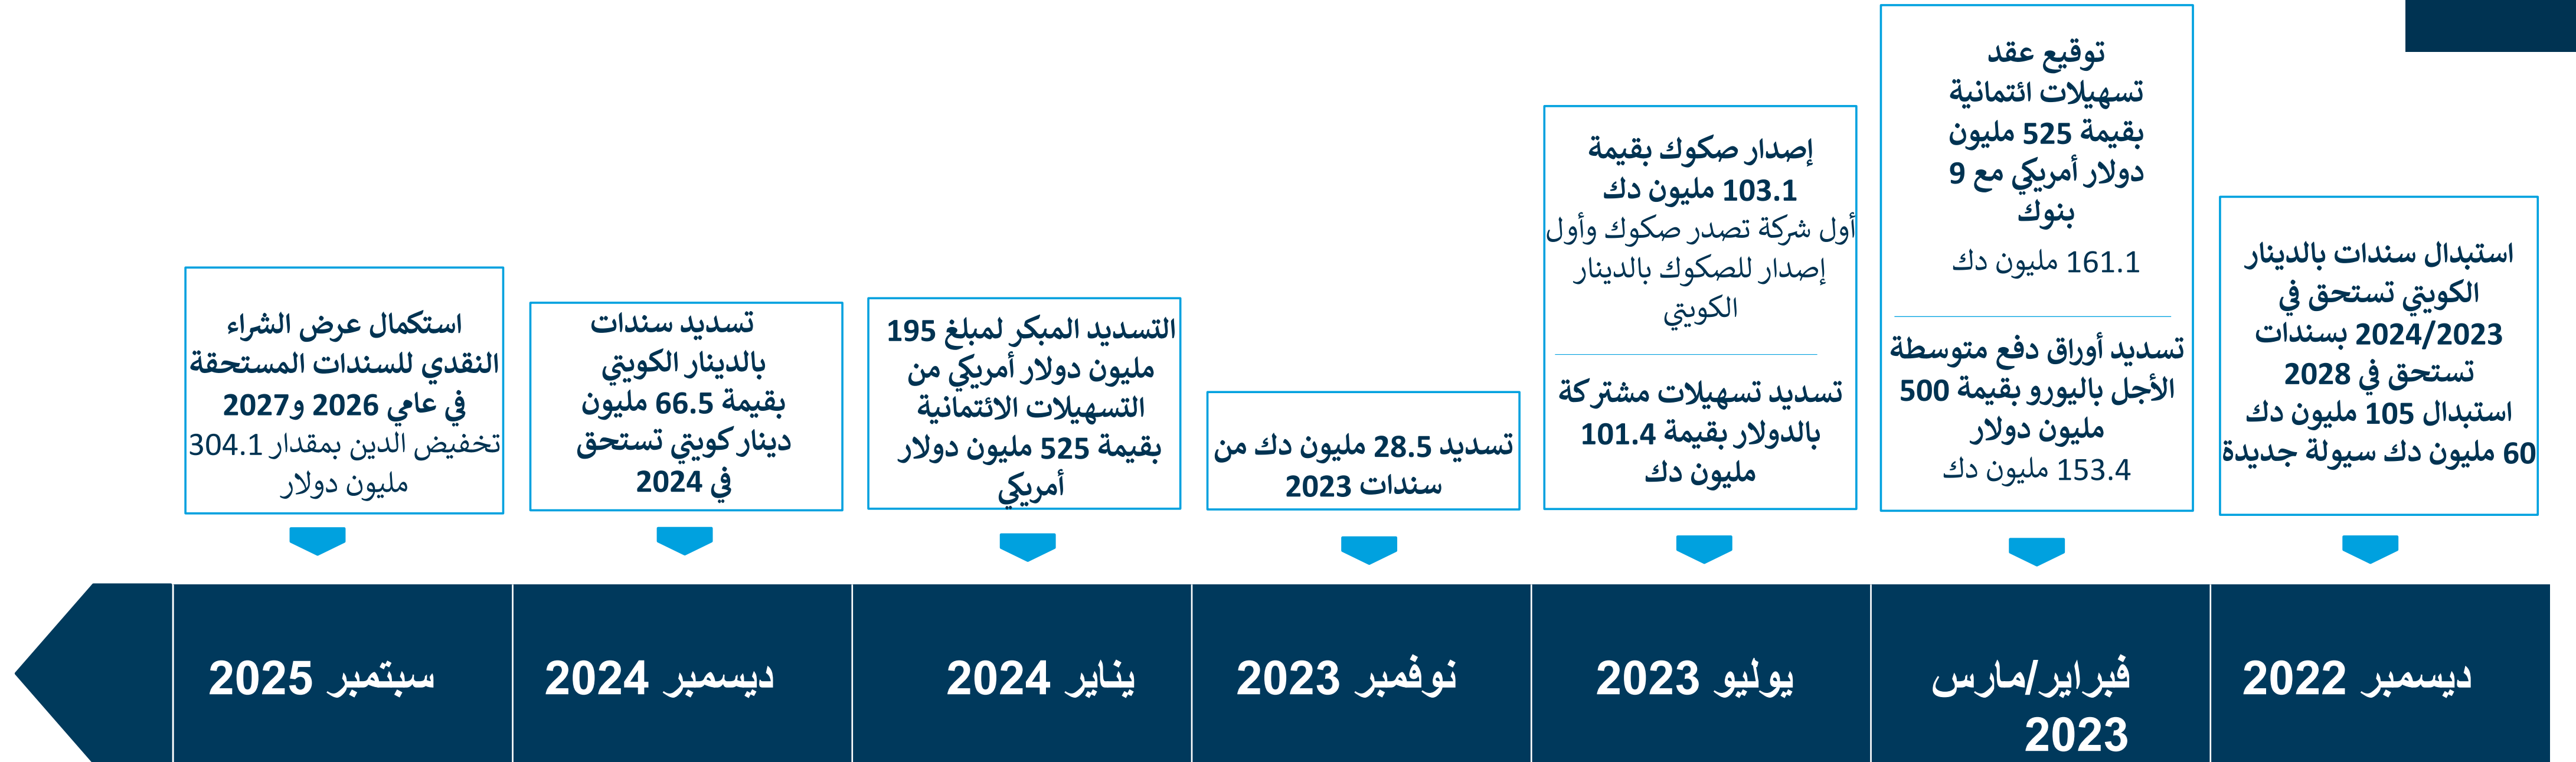 استبدال سندات بالدينار
الكويتي تستحق في
2024/2023 بسندات
تستحق في 2028
استبدال 105 مليون دك
60 مليون دك سيولة جديدة
ديسمبر 2022
توقيع عقد
تسهيلات ائتمانية
بقيمة 525 مليون
دولار أمريكي مع 9
بنوك
161.1 مليون دك
تسديد أوراق دفع متوسطة
الأجل باليورو بقيمة 500
مليون دولار
153.4 مليون دك
فبراير/مارس
2023
إصدار صكوك بقيمة
103.1 مليون دك
أول شركة تصدر صكوك وأول
إصدار للصكوك بالدينار
الكويتي
تسديد تسهيلات مشتركة
بالدولار بقيمة 101.4
مليون دك
يوليو 2023
تسديد 28.5 مليون دك من
سندات 2023
نوفمبر 2023
التسديد المبكر لمبلغ 195
مليون دولار أمريكي من
التسهيلات الائتمانية
بقيمة 525 مليون دولار
أمريكي
يناير 2024
تسديد سندات
بالدينار الكويتي
بقيمة 66.5 مليون
دينار كويتي تستحق
في 2024
ديسمبر 2024
استكمال عرض الشراء
النقدي للسندات المستحقة
في عامي 2026 و2027
تخفيض الدين بمقدار 304.1
مليون دولار
سبتمبر 2025